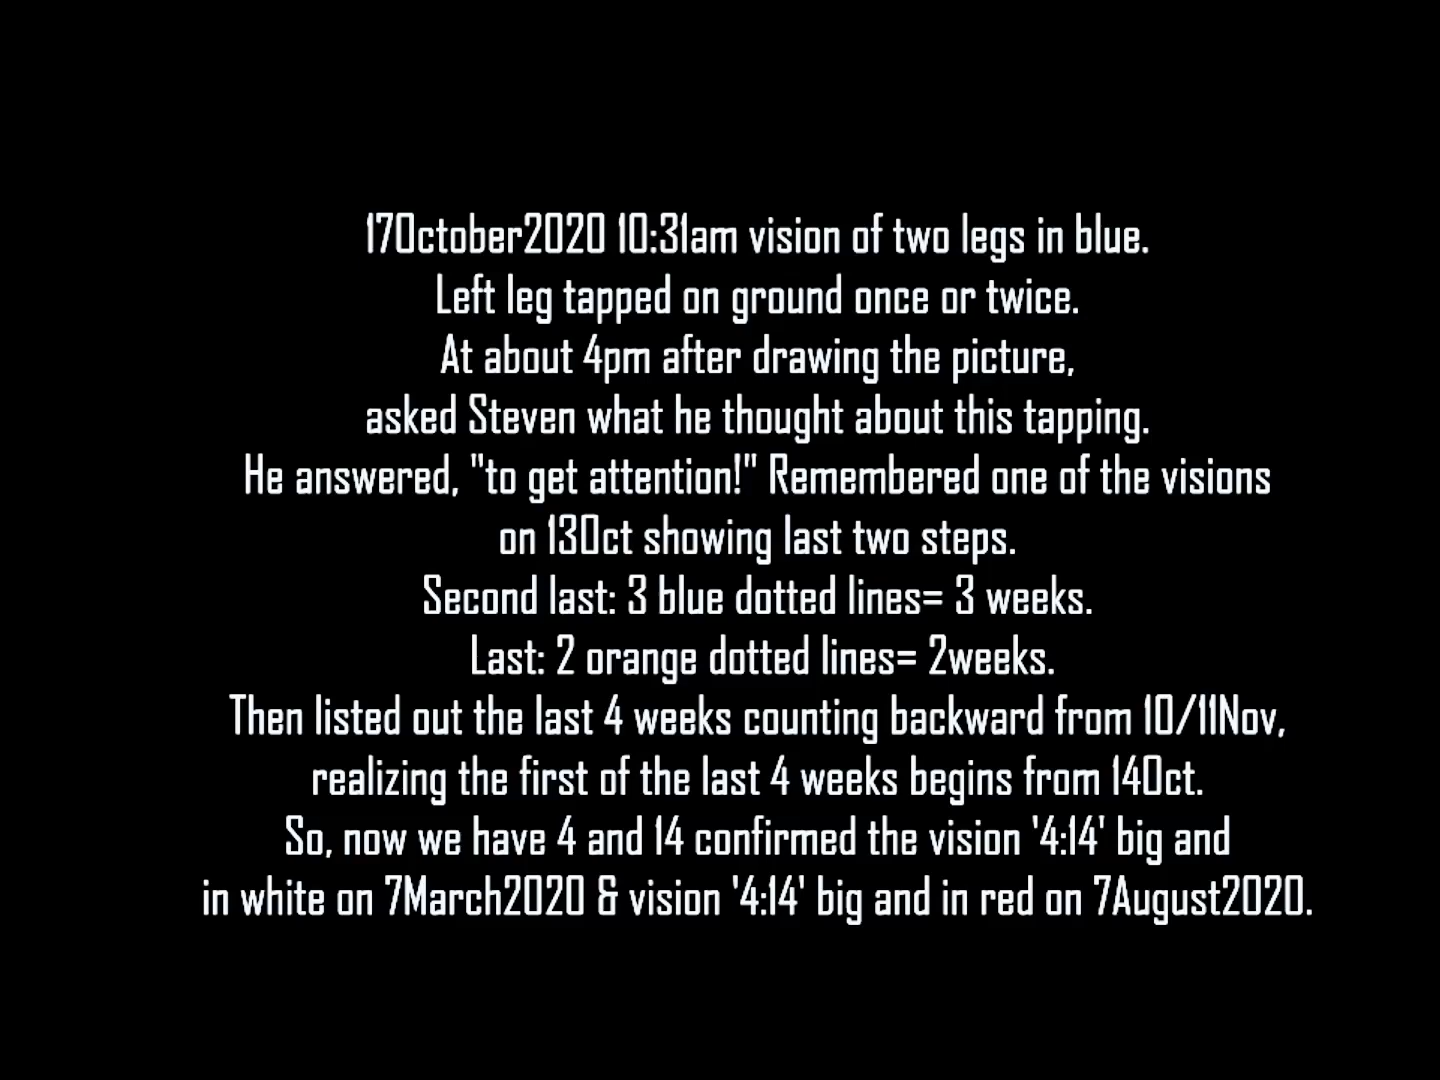 17October2020 10:31am vision of two legs in blue.
Left leg tapped on ground once or twice.
At about 4pm after drawing the picture,
asked Steven what he thought about this tapping.
He answered, "to get attention!" Remembered one of the visions
on 13Oct showing last two steps.
Second last: 3 blue dotted lines= 3 weeks.
Last: 2 orange dotted lines= 2weeks.
Then listed out the last 4 weeks counting backward from 10/11Nov,
realizing the first of the last 4 weeks begins from 14Oct.
So, now we have 4 and 14 confirmed the vision '4:14' big and
in white on 7March2020 & vision '4:14' big and in red on 7August2020.